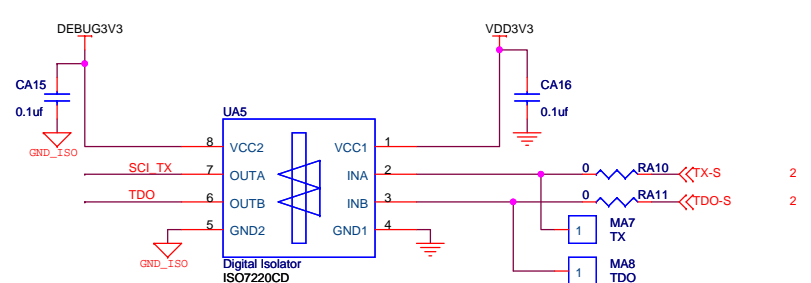 DEBUG3V3 VDD3V3
CA15 CA16
0.1uf UA5 0.1uf
GND_ISO
8 VCC2 VCC1 1
SCI_TX 7 OUTA INA 2 0 RA10 TX-S 2
TDO 6 OUTB INB 3 0 RA11 TDO-S 2
5 GND2 GND1 4 1 MA7
TX
GND_ISO Digital Isolator 1 MA8
ISO7220CD TDO